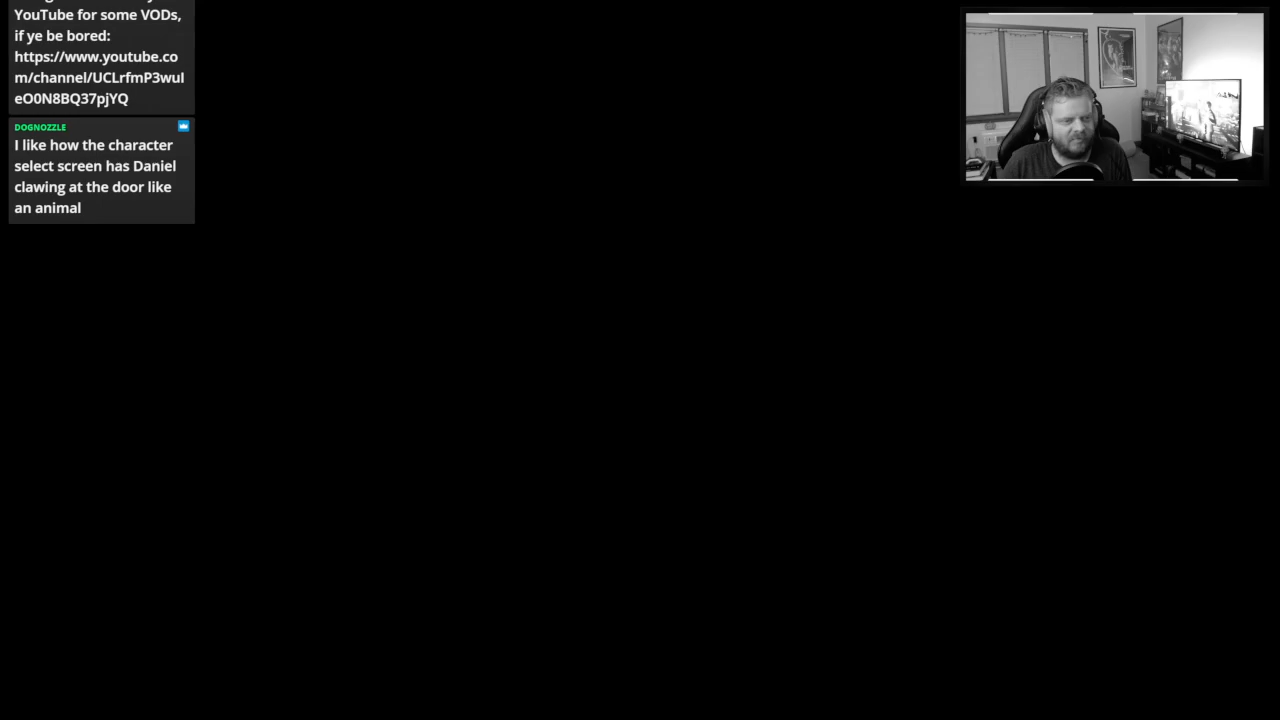 YouTube for some VODs,
if ye be bored:
https://www.youtube.co
m/channel/UCLrfmP3wul
eO0N8BQ37pjYQ
DOGNOZZLE
I like how the character
select screen has Daniel
clawing at the door like
an animal